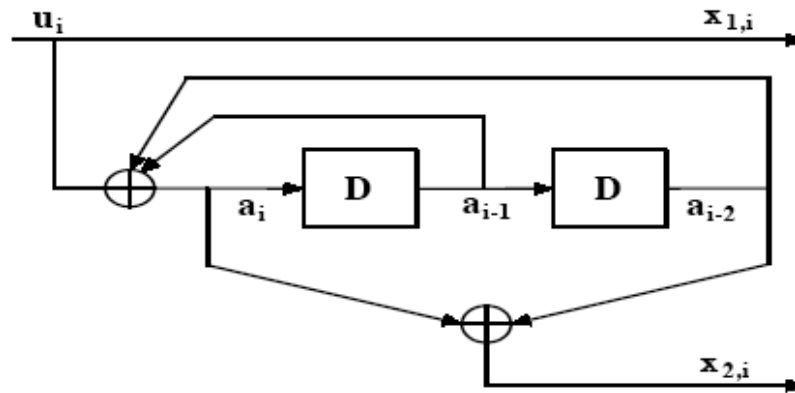 u_i x_{1,i}
D D
a_i a_{i-1} a_{i-2}
x_{2,i}